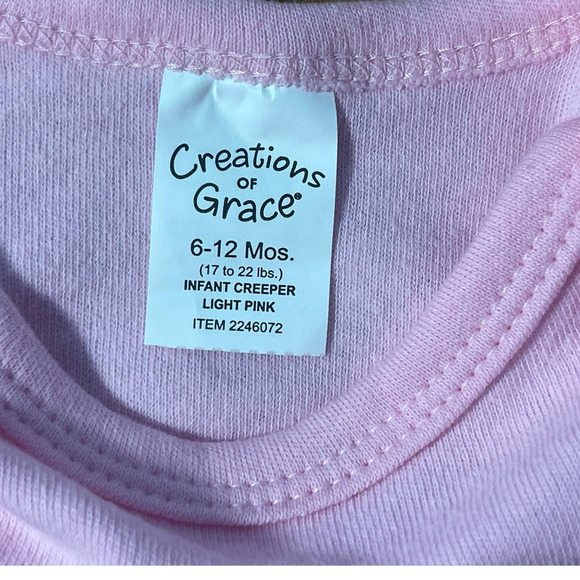 Creations
OF
Grace®
6-12 Mos.
(17 to 22 lbs.)
INFANT CREEPER
LIGHT PINK
ITEM 2246072